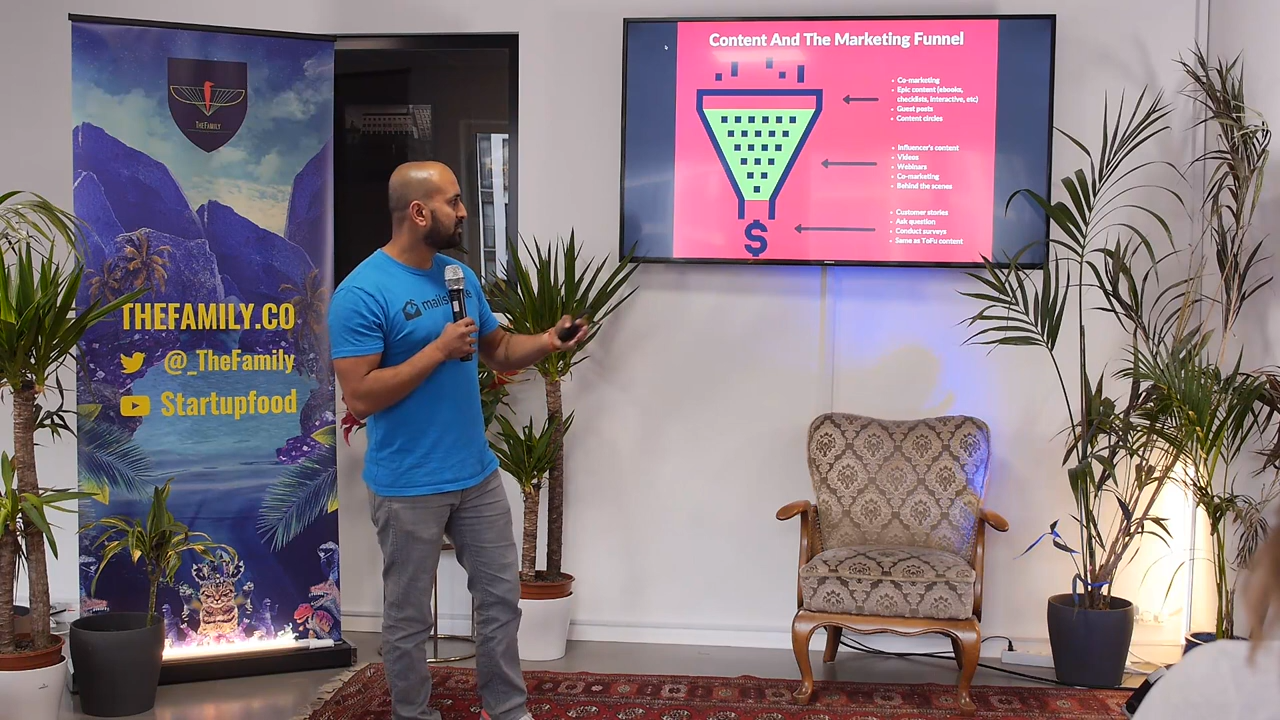 THEFAMILY
THEFAMILY.CO
@_TheFamily
Startupfood
Content And The Marketing Funnel
• Co-marketing
• Epic content (ebooks,
checklists, interactive, etc)
• Guest posts
• Content circles
• Influencer's content
• Videos
• Webinars
• Co-marketing
• Behind the scenes
• Customer stories
• Ask question
• Conduct surveys
• Same as ToFu content
$